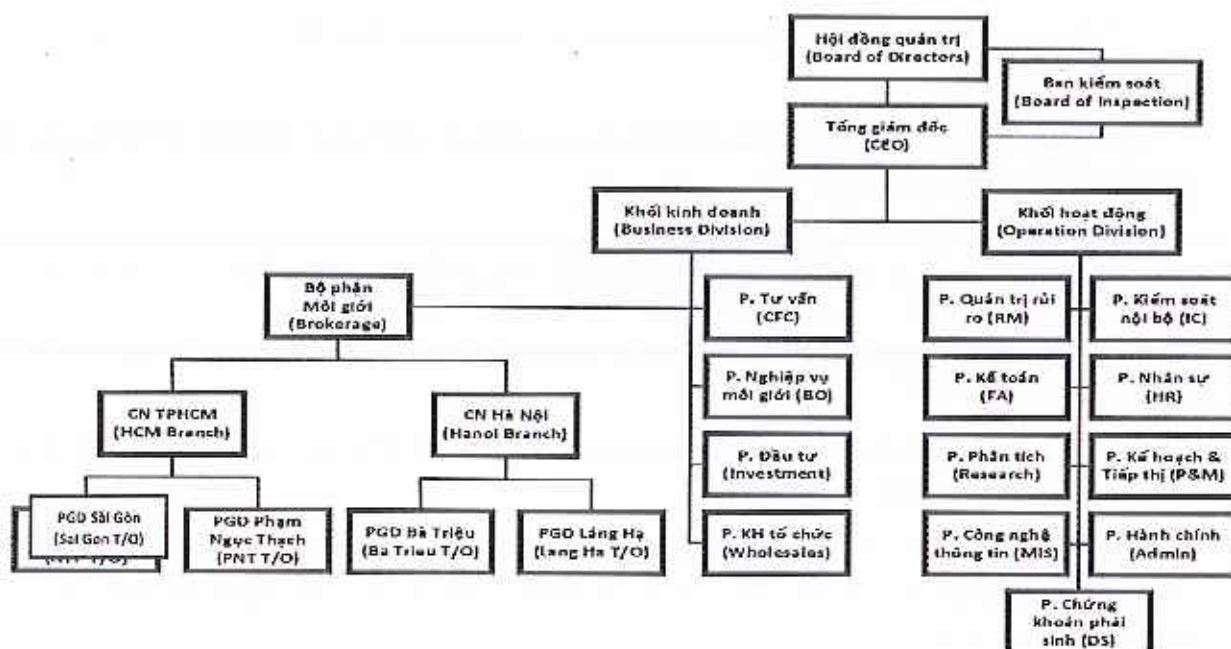 Hội đồng quản trị
(Board of Directors)
Ban kiểm soát
(Board of Inspection)
Tổng giám đốc
(CEO)
Khối kinh doanh
(Business Division)
Khối hoạt động
(Operation Division)
Bộ phận
Môi giới
(Brokerage)
P. Tư vấn
(CFC)
P. Quản trị rủi
ro (RM)
P. Kiểm soát
nội bộ (IC)
P. Nghiệp vụ
môi giới (BO)
P. Kế toán
(FA)
P. Nhân sự
(HR)
CN TPHCM
(HCM Branch)
CN Hà Nội
(Hanoi Branch)
P. Đầu tư
(Investment)
P. Phân tích
(Research)
P. Kế hoạch &
Tiếp thị (P&M)
PGD Sài Gòn
(Sai Gon T/O)
T/O)
PGD Phạm
Ngọc Thạch
(PNT T/O)
PGD Bà Triệu
(Ba Trieu T/O)
PGD Láng Hạ
(Lang Ha T/O)
P. KH tổ chức
(Wholesales)
P. Công nghệ
thông tin (MIS)
P. Hành chính
(Admin)
P. Chứng
khoán phái
sinh (DS)